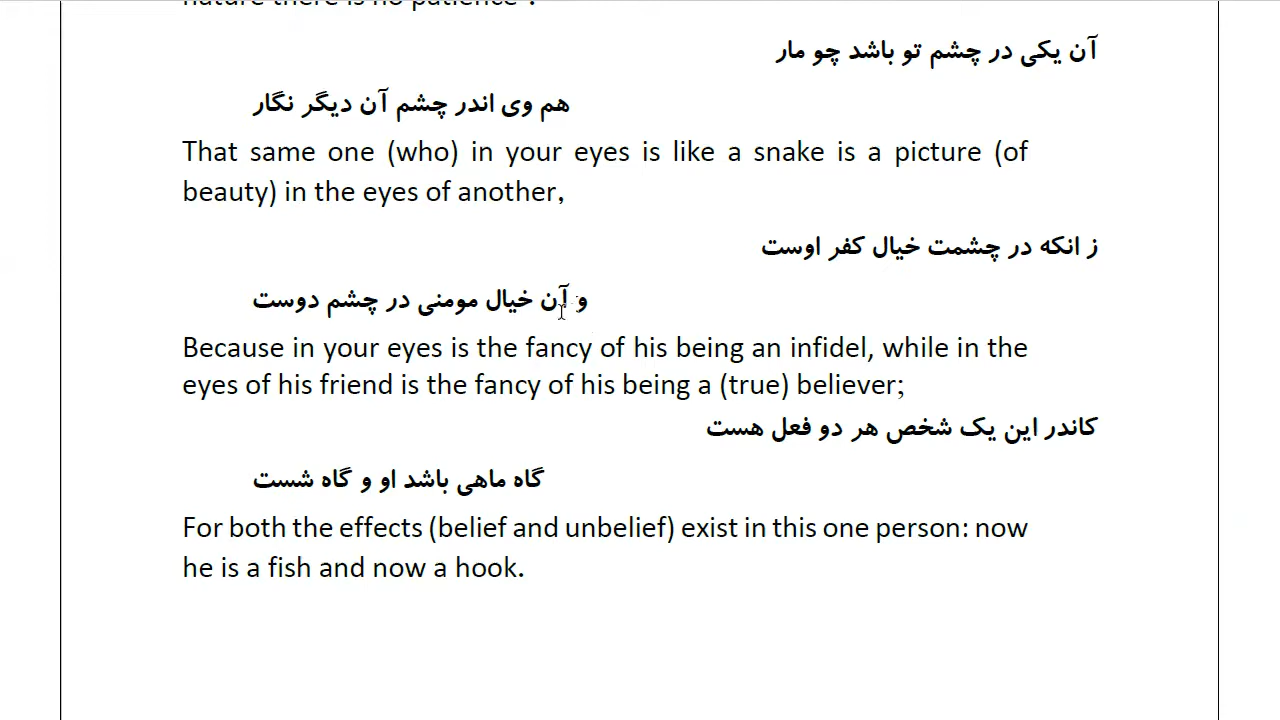 nature there is no patience".
آن یکی در چشم تو باشد چو مار
هم وی اندر چشم آن دیگر نگار
That same one (who) in your eyes is like a snake is a picture (of
beauty) in the eyes of another,
ز انکه در چشمت خیال کفر اوست
و آن خیال مومنی در چشم دوست
Because in your eyes is the fancy of his being an infidel, while in the
eyes of his friend is the fancy of his being a (true) believer;
کاندر این یک شخص هر دو فعل هست
گاه ماهی باشد او و گاه شست
For both the effects (belief and unbelief) exist in this one person: now
he is a fish and now a hook.